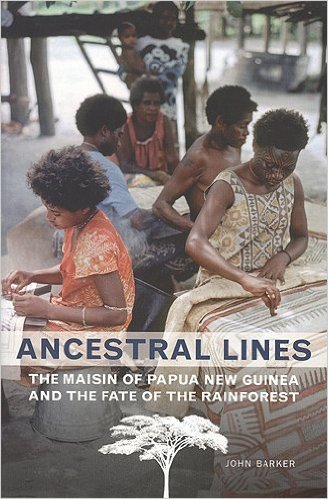 ANCESTRAL LINES
THE MAISIN OF PAPUA NEW GUINEA
AND THE FATE OF THE RAINFOREST
JOHN BARKER